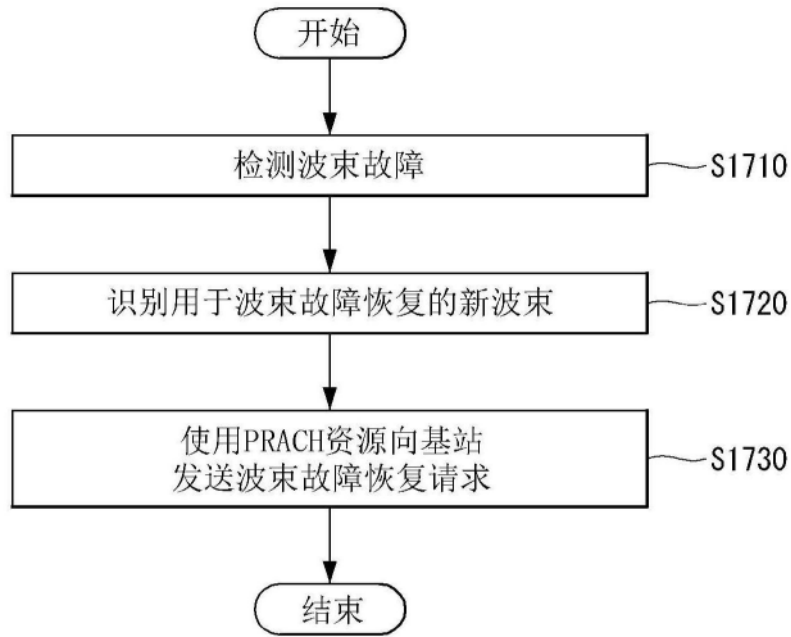 开始
检测波束故障
S1710
识别用于波束故障恢复的新波束
S1720
使用PRACH资源向基站
发送波束故障恢复请求
S1730
结束